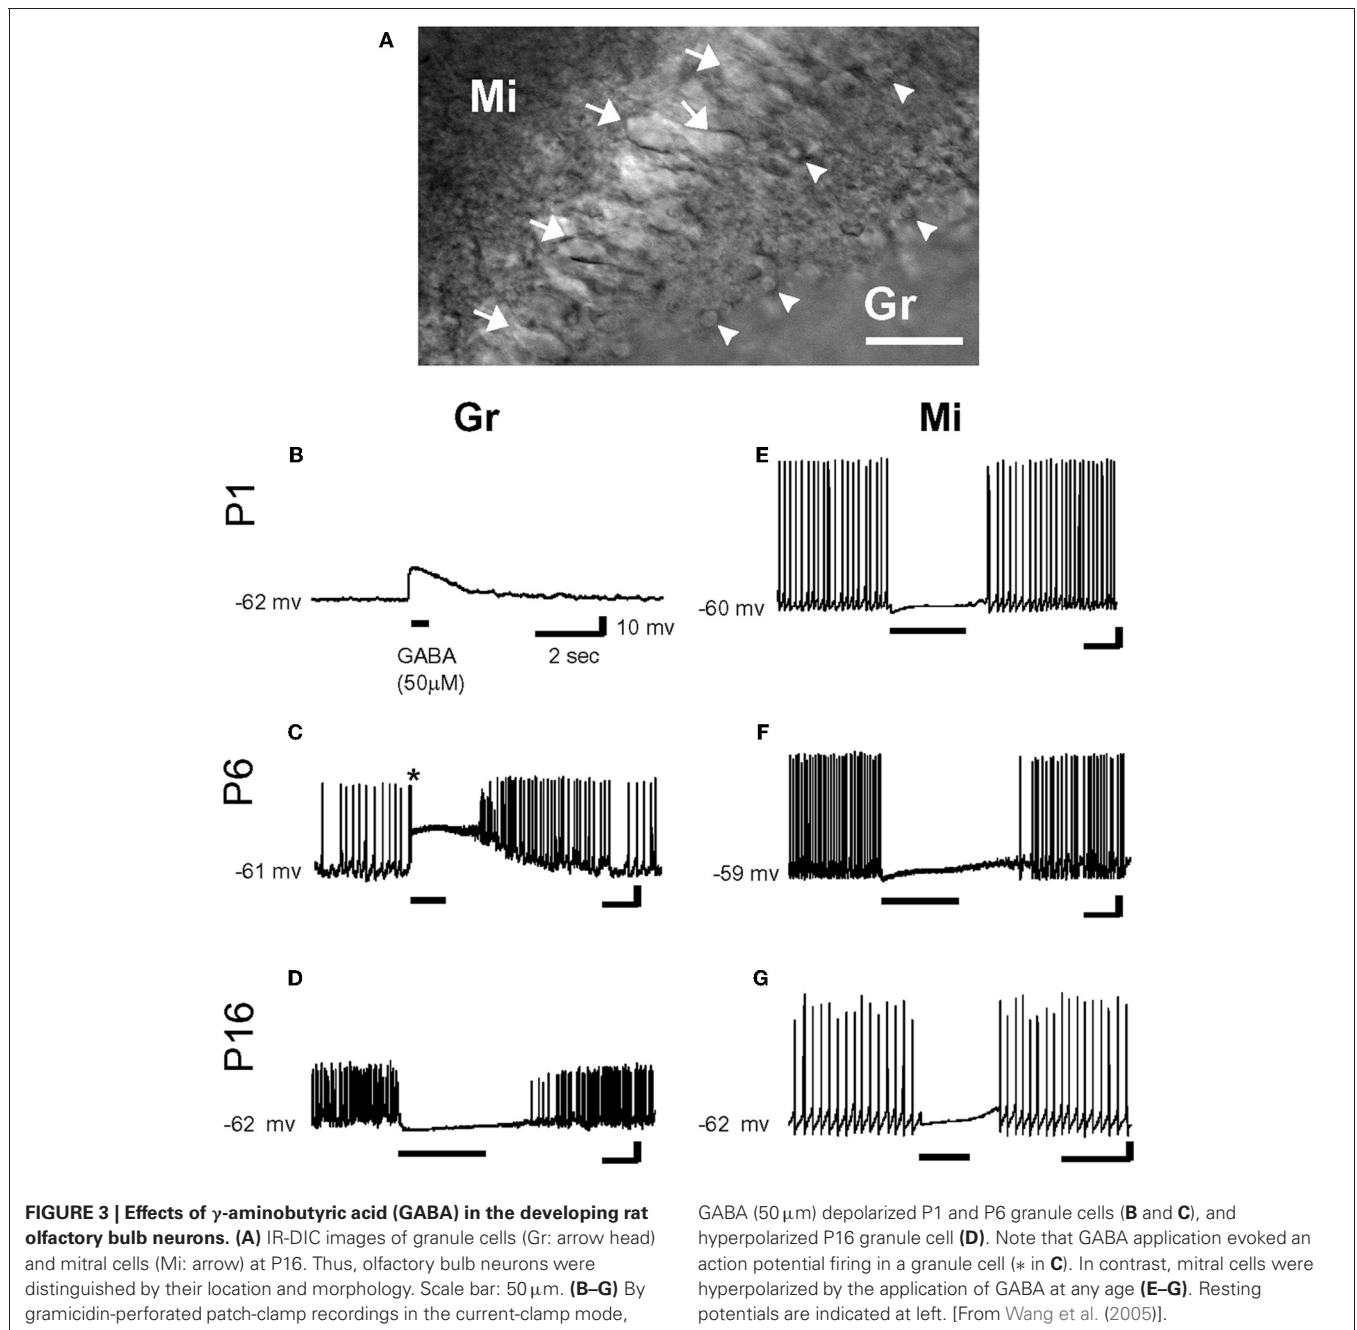 A
Mi
Gr
Gr
Mi
B
P1
-62 mv
GABA
(50µM)
2 sec
10 mv
E
-60 mv
C
P6
*
-61 mv
F
-59 mv
D
P16
-62 mv
G
-62 mv
FIGURE 3 | Effects of γ-aminobutyric acid (GABA) in the developing rat
olfactory bulb neurons. (A) IR-DIC images of granule cells (Gr: arrow head)
and mitral cells (Mi: arrow) at P16. Thus, olfactory bulb neurons were
distinguished by their location and morphology. Scale bar: 50 µm. (B–G) By
gramicidin-perforated patch-clamp recordings in the current-clamp mode,
GABA (50 µm) depolarized P1 and P6 granule cells (B and C), and
hyperpolarized P16 granule cell (D). Note that GABA application evoked an
action potential firing in a granule cell (* in C). In contrast, mitral cells were
hyperpolarized by the application of GABA at any age (E–G). Resting
potentials are indicated at left. [From Wang et al. (2005)].